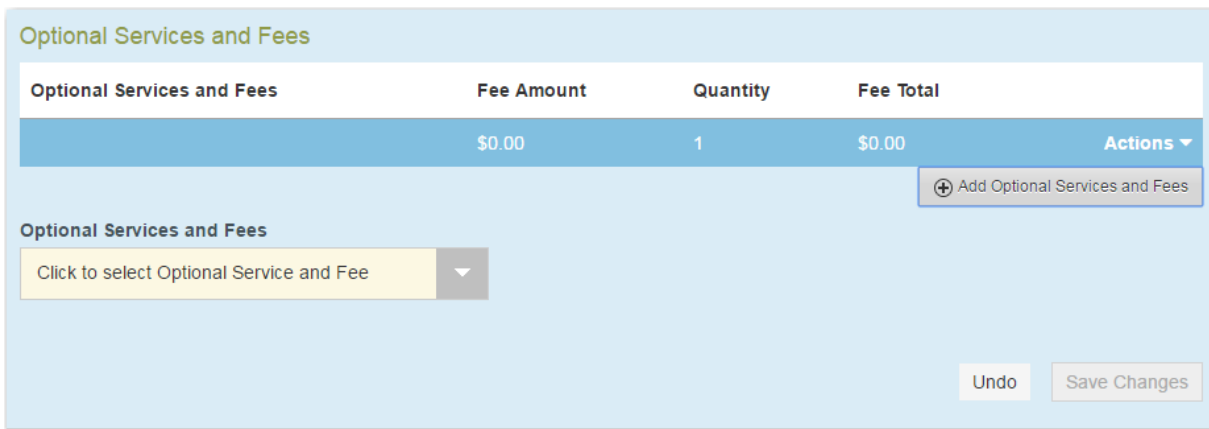 Optional Services and Fees
Optional Services and Fees Fee Amount Quantity Fee Total
$0.00 1 $0.00 Actions
Add Optional Services and Fees
Optional Services and Fees
Click to select Optional Service and Fee
Undo Save Changes